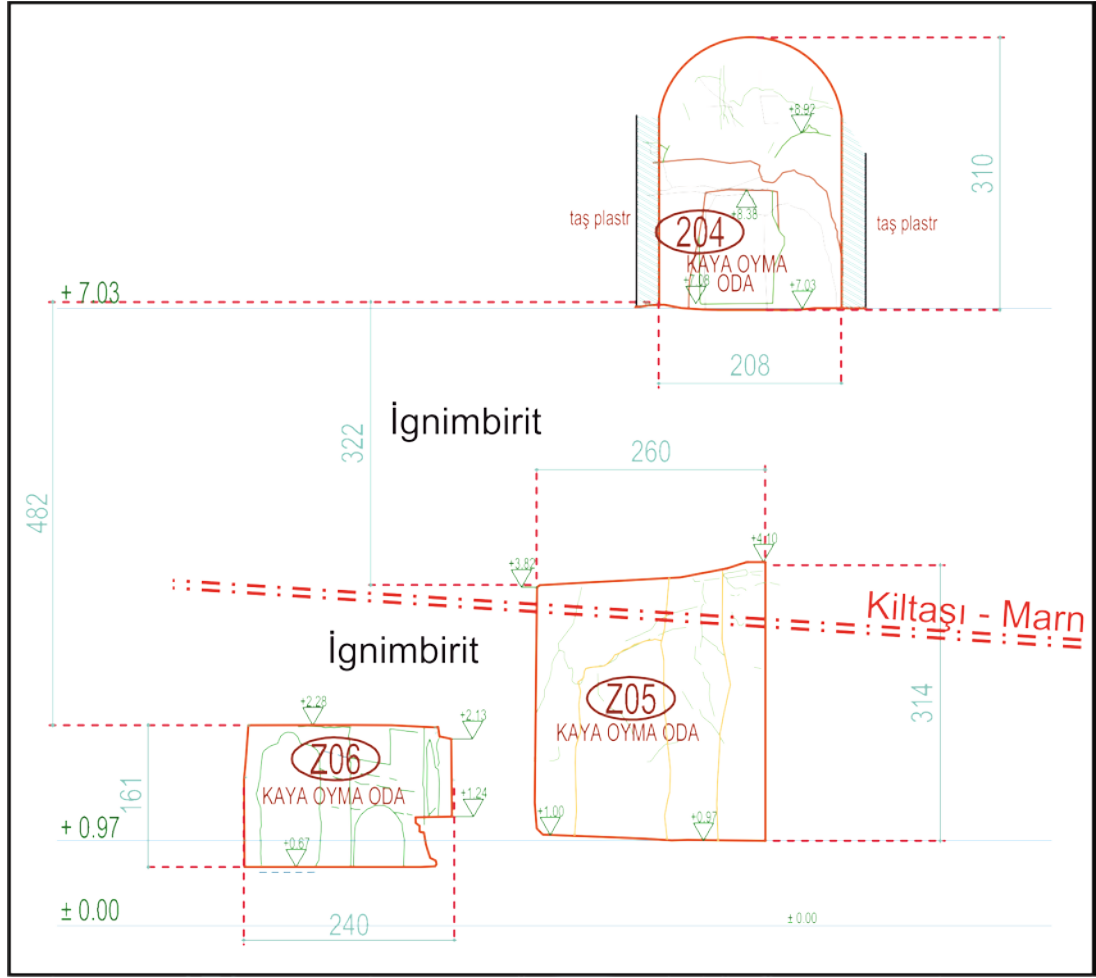 +8.92
310
taş plastr
204
+8.38
taş plastr
KAYA OYMA
ODA
+7.08
+7.03
+ 7.03
208
İgnimbirit
322
260
482
+4.10
+3.82
Kiltaşı - Marn
İgnimbirit
Z05
KAYA OYMA ODA
314
+2.28
+2.13
Z06
KAYA OYMA ODA
161
+1.24
+1.00
+0.97
+ 0.97
+0.67
± 0.00
± 0.00
240